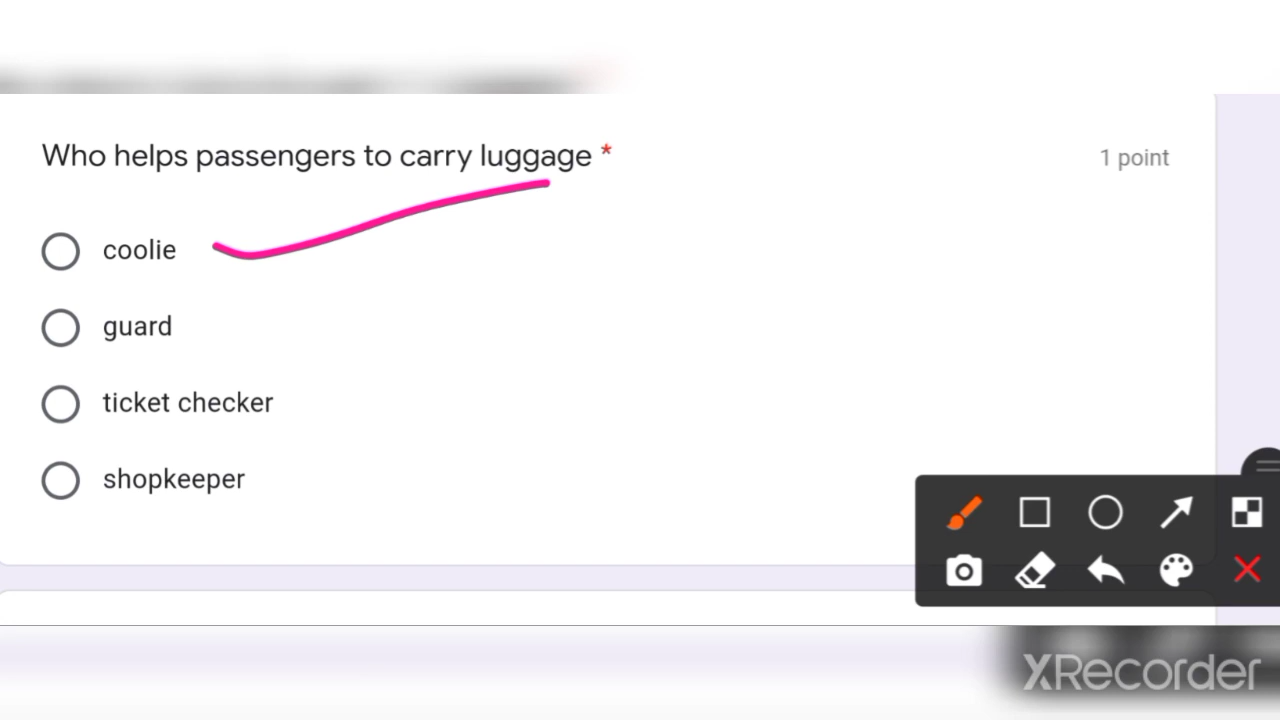 Who helps passengers to carry luggage *
1 point
coolie
guard
ticket checker
shopkeeper
XRecorder